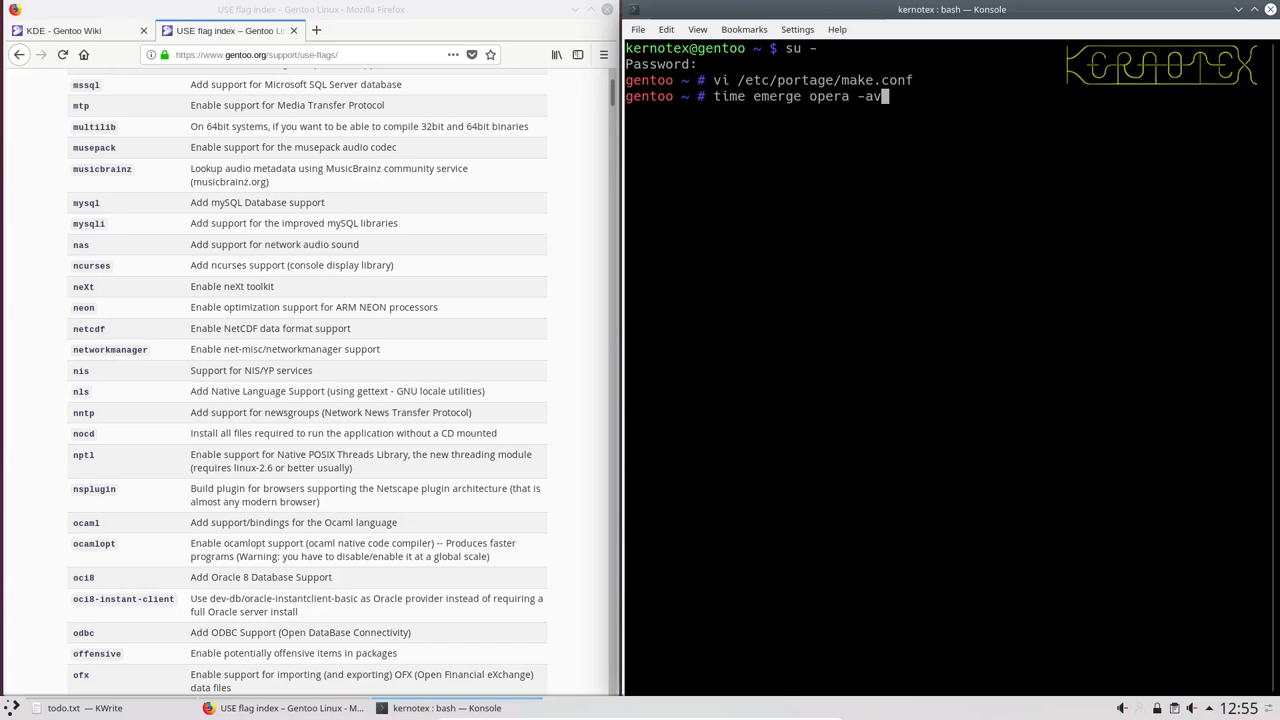 USE flag index – Gentoo Linux - Mozilla Firefox
KDE - Gentoo Wiki
USE flag index – Gentoo Li
https://www.gentoo.org/support/use-flags/
mssql Add support for Microsoft SQL Server database
mtp Enable support for Media Transfer Protocol
multilib On 64bit systems, if you want to be able to compile 32bit and 64bit binaries
musepack Enable support for the musepack audio codec
musicbrainz Lookup audio metadata using MusicBrainz community service
(musicbrainz.org)
mysql Add mySQL Database support
mysqli Add support for the improved mySQL libraries
nas Add support for network audio sound
ncurses Add ncurses support (console display library)
neXt Enable neXt toolkit
neon Enable optimization support for ARM NEON processors
netcdf Enable NetCDF data format support
networkmanager Enable net-misc/networkmanager support
nis Support for NIS/YP services
nls Add Native Language Support (using gettext - GNU locale utilities)
nntp Add support for newsgroups (Network News Transfer Protocol)
nocd Install all files required to run the application without a CD mounted
nptl Enable support for Native POSIX Threads Library, the new threading module
(requires linux-2.6 or better usually)
nsplugin Build plugin for browsers supporting the Netscape plugin architecture (that is
almost any modern browser)
ocaml Add support/bindings for the Ocaml language
ocamlopt Enable ocamlopt support (ocaml native code compiler) -- Produces faster
programs (Warning: you have to disable/enable it at a global scale)
oci8 Add Oracle 8 Database Support
oci8-instant-client Use dev-db/oracle-instantclient-basic as Oracle provider instead of requiring a
full Oracle server install
odbc Add ODBC Support (Open DataBase Connectivity)
offensive Enable potentially offensive items in packages
ofx Enable support for importing (and exporting) OFX (Open Financial eXchange)
data files
kernotex : bash — Konsole
File Edit View Bookmarks Settings Help
kernotex@gentoo ~ $ su -
Password:
gentoo ~ # vi /etc/portage/make.conf
gentoo ~ # time emerge opera -av
KERNOTEX
todo.txt — KWrite
USE flag index – Gentoo Linux - M...
kernotex : bash — Konsole
12:55